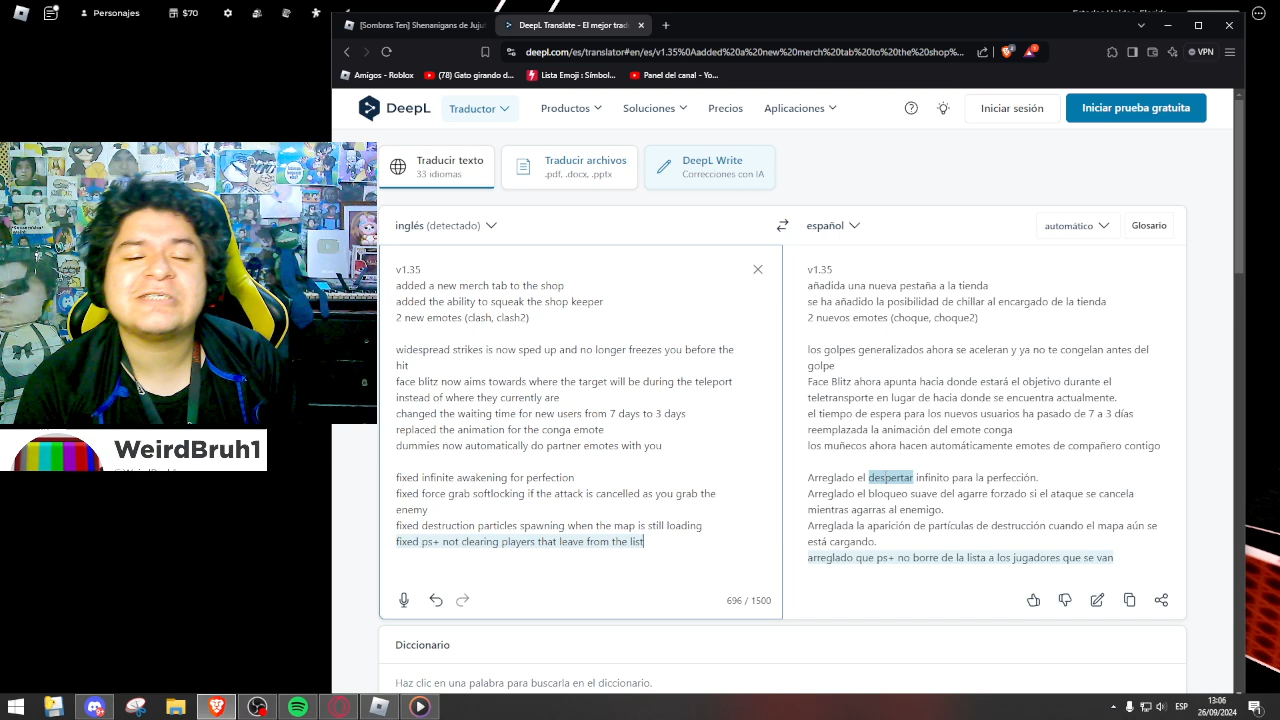 Personajes
$70
[Sombras Ten] Shenanigans de Juju
DeepL Translate - El mejor trad
deepl.com/es/translator#en/es/v1.35%0Aadded%20a%20new%20merch%20tab%20to%20the%20shop%...
VPN
Amigos - Roblox
(78) Gato girando d...
Lista Emoji : Símbol...
Panel del canal - Yo...
DeepL
Traductor
Productos
Soluciones
Precios
Aplicaciones
Iniciar sesión
Iniciar prueba gratuita
Traducir texto
33 idiomas
Traducir archivos
.pdf, .docx, .pptx
DeepL Write
Correcciones con IA
inglés (detectado)
español
automático
Glosario
v1.35
added a new merch tab to the shop
added the ability to squeak the shop keeper
2 new emotes (clash, clash2)
widespread strikes is now sped up and no longer freezes you before the
hit
face blitz now aims towards where the target will be during the teleport
instead of where they currently are
changed the waiting time for new users from 7 days to 3 days
replaced the animation for the conga emote
dummies now automatically do partner emotes with you
fixed infinite awakening for perfection
fixed force grab softlocking if the attack is cancelled as you grab the
enemy
fixed destruction particles spawning when the map is still loading
fixed ps+ not clearing players that leave from the list
696 / 1500
v1.35
añadida una nueva pestaña a la tienda
se ha añadido la posibilidad de chillar al encargado de la tienda
2 nuevos emotes (choque, choque2)
los golpes generalizados ahora se aceleran y ya no te congelan antes del
golpe
Face Blitz ahora apunta hacia donde estará el objetivo durante el
teletransporte en lugar de hacia donde se encuentra actualmente.
el tiempo de espera para los nuevos usuarios ha pasado de 7 a 3 días
reemplazada la animación del emote conga
los muñecos ahora hacen automáticamente emotes de compañero contigo
Arreglado el despertar infinito para la perfección.
Arreglado el bloqueo suave del agarre forzado si el ataque se cancela
mientras agarras al enemigo.
Arreglada la aparición de partículas de destrucción cuando el mapa aún se
está cargando.
arreglado que ps+ no borre de la lista a los jugadores que se van
Diccionario
Haz clic en una palabra para buscarla en el diccionario.
WeirdBruh1
ESP
13:06
26/09/2024